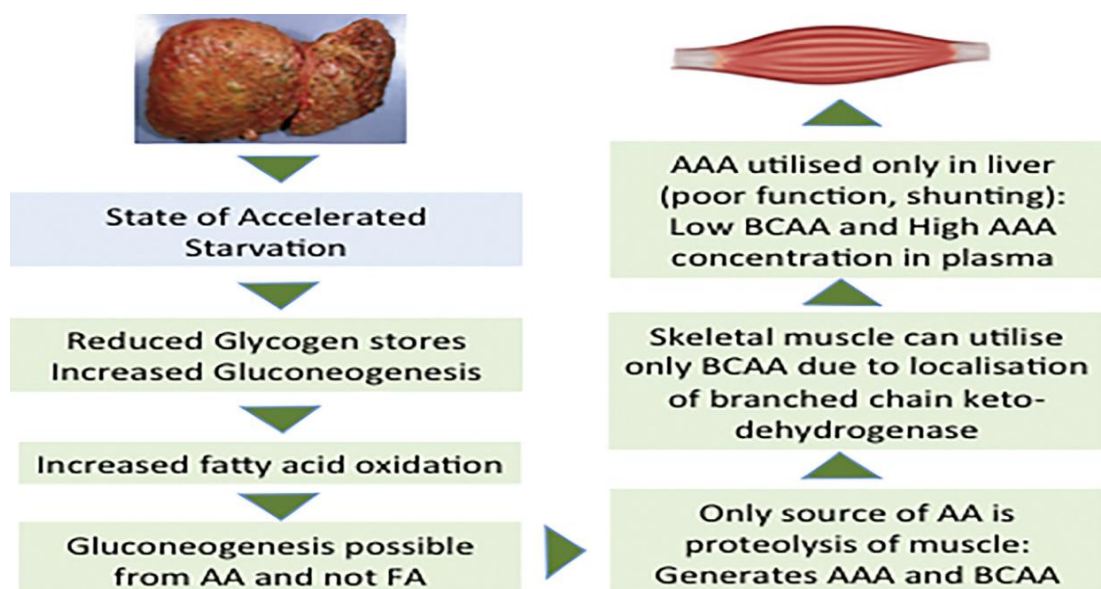 State of Accelerated
Starvation
Reduced Glycogen stores
Increased Gluconeogenesis
Increased fatty acid oxidation
Gluconeogenesis possible
from AA and not FA
Only source of AA is
proteolysis of muscle:
Generates AAA and BCAA
Skeletal muscle can utilise
only BCAA due to localisation
of branched chain keto-
dehydrogenase
AAA utilised only in liver
(poor function, shunting):
Low BCAA and High AAA
concentration in plasma